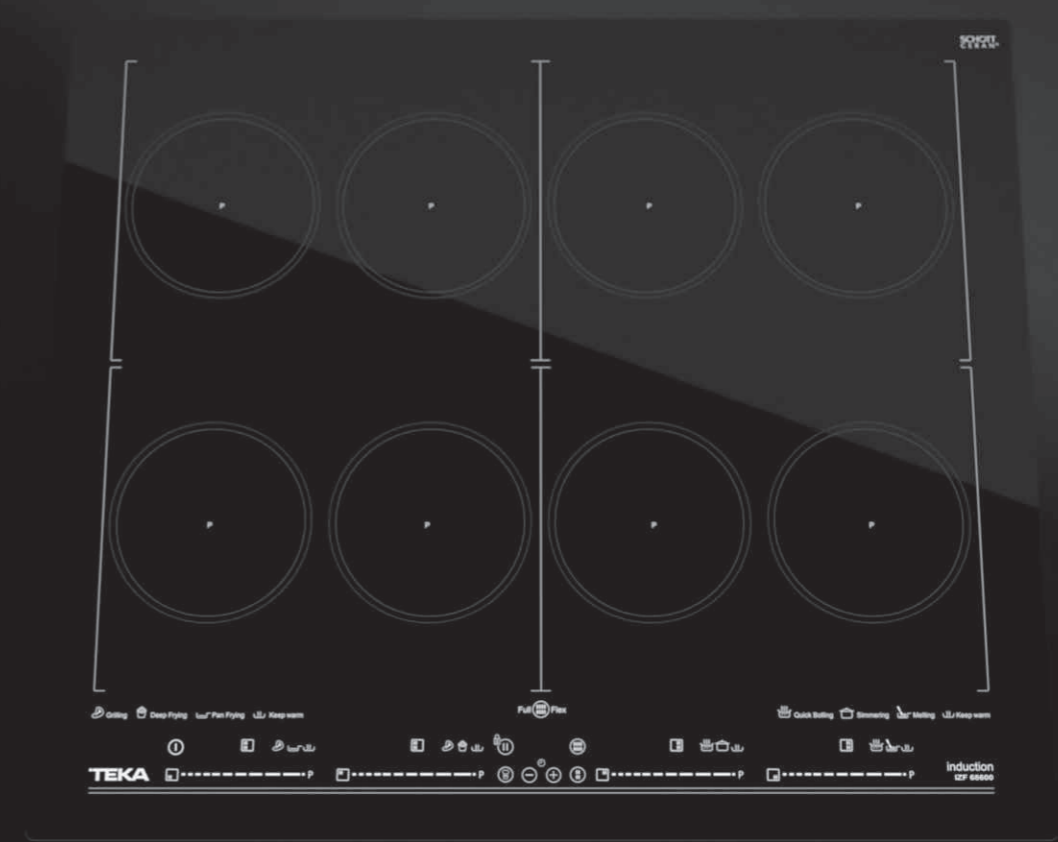 SCHOTT
CERAN®
P P P P
P P P P
Grilling Deep Frying Pan Frying Keep warm
Full Flex
Quick Boiling Simmering Melting Keep warm
TEKA
P P P P
induction
IZF 68600